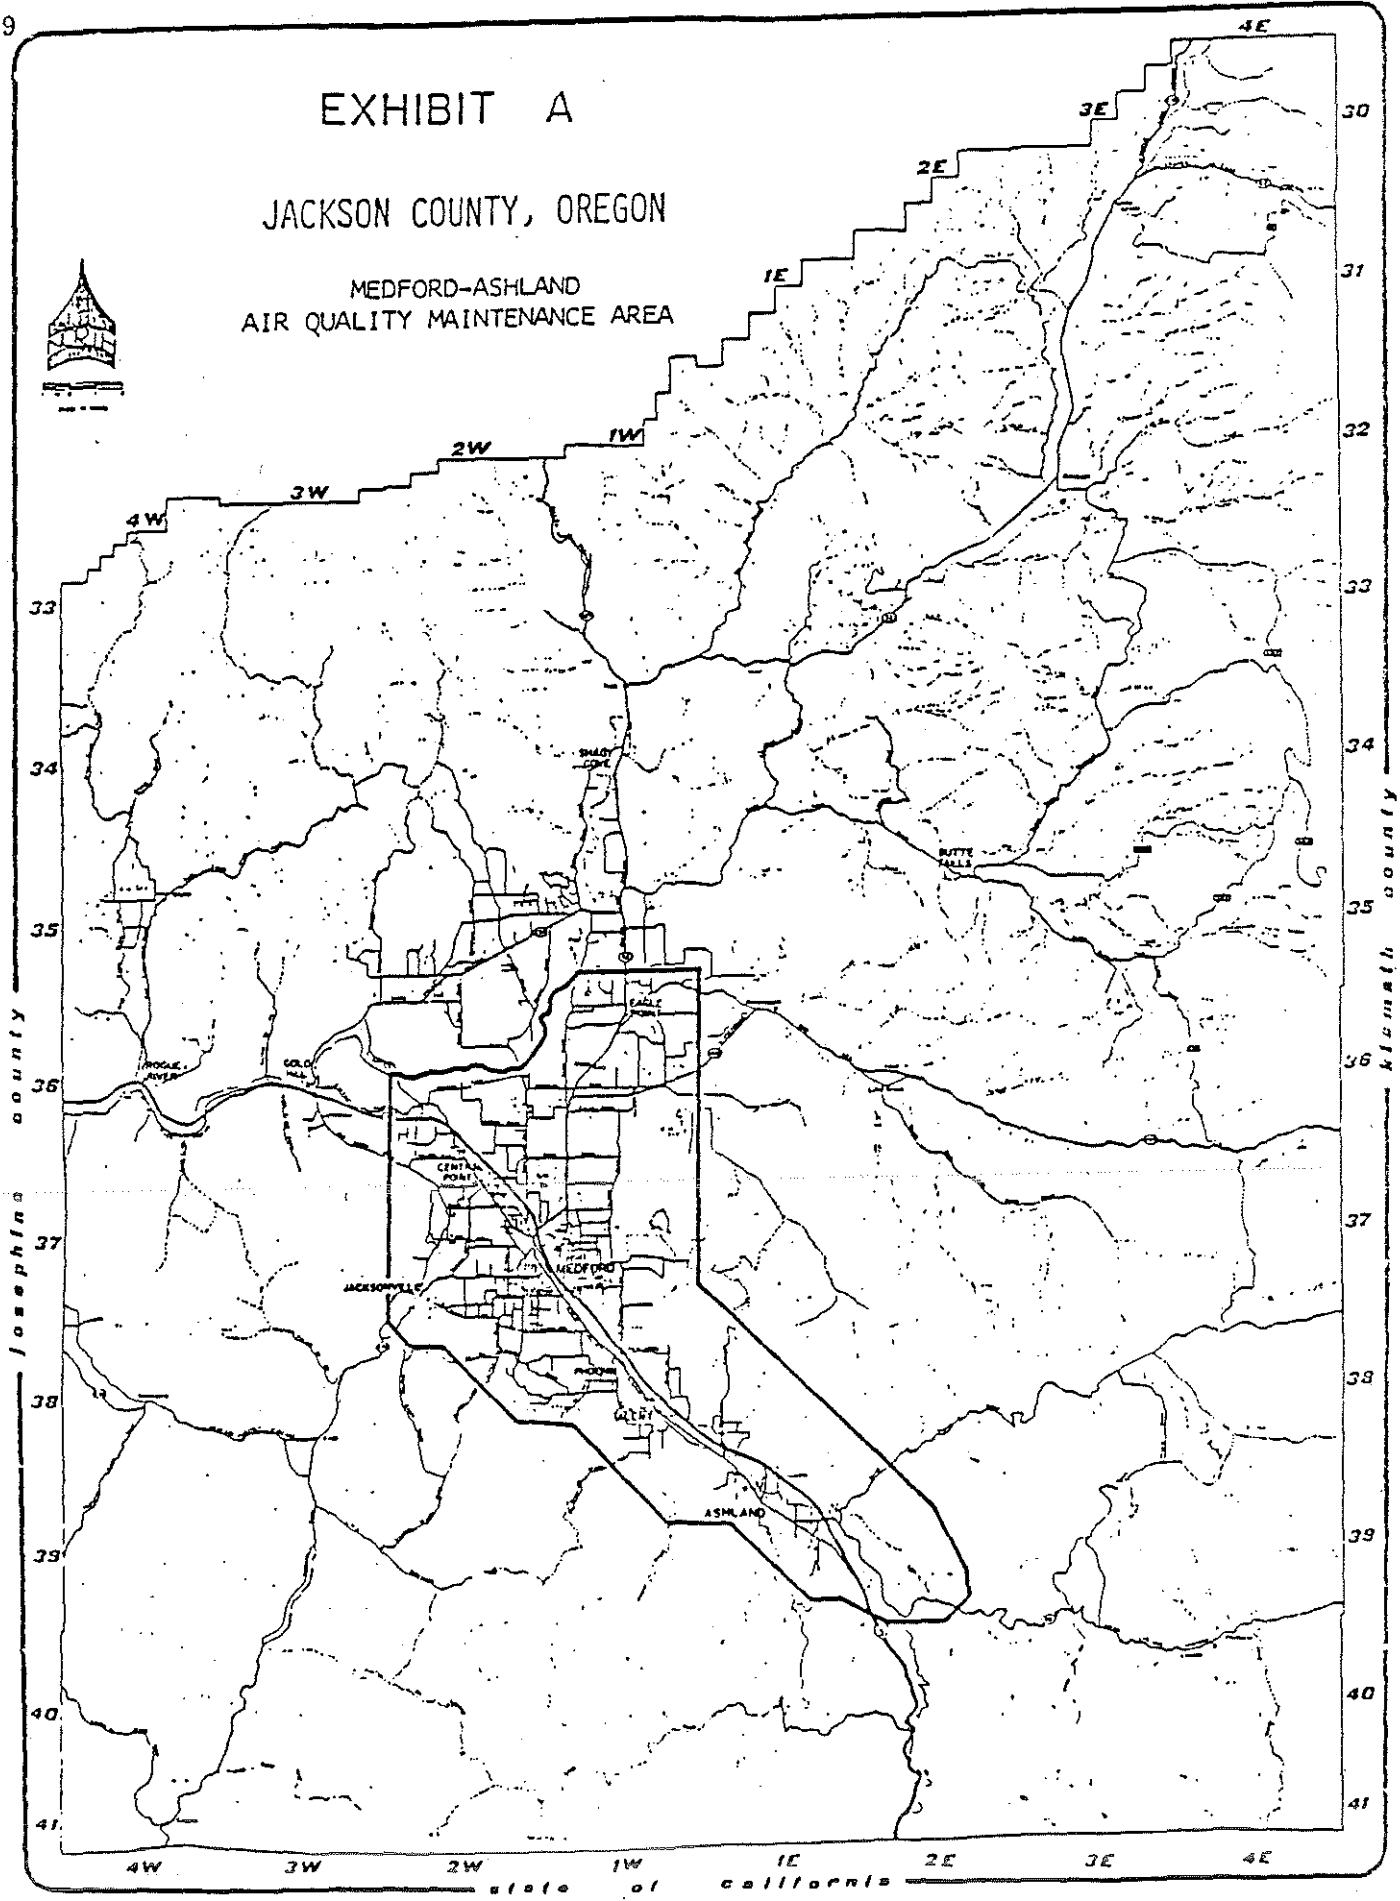 9
EXHIBIT A
JACKSON COUNTY, OREGON
MEDFORD-ASHLAND
AIR QUALITY MAINTENANCE AREA
4E
3E
2E
1E
1W
2W
3W
4W
30
31
32
33
34
35
36
37
38
39
40
41
33
34
35
36
37
38
39
40
41
SHADY
COVE
BUTTE
FALLS
EAGLE
POINT
ROGUE
RIVER
GOLD
HILL
CENTRAL
POINT
MEDFORD
JACKSONVILLE
PHOENIX
TALENT
ASHLAND
4W
3W
2W
1W
1E
2E
3E
4E
josephine county
klamath county
state of california